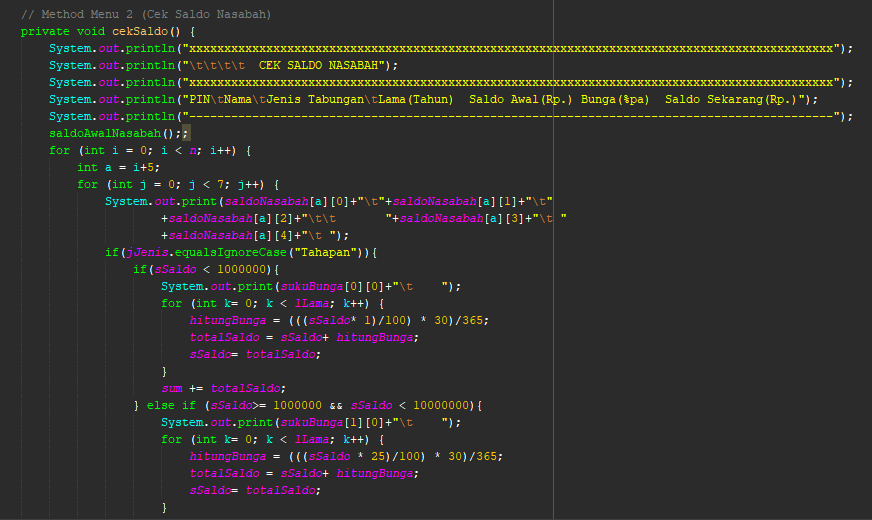 // Method Menu 2 (Cek Saldo Nasabah)
private void cekSaldo() {
System.out.println("xxxxxxxxxxxxxxxxxxxxxxxxxxxxxxxxxxxxxxxxxxxxxxxxxxxxxxxxxxxxxxxxxxxxxxxxxxxxxxxxxxxxxxxxxxxx");
System.out.println("\t\t\t\t  CEK SALDO NASABAH");
System.out.println("xxxxxxxxxxxxxxxxxxxxxxxxxxxxxxxxxxxxxxxxxxxxxxxxxxxxxxxxxxxxxxxxxxxxxxxxxxxxxxxxxxxxxxxxxxxx");
System.out.println("PIN\tNama\tJenis Tabungan\tLama(Tahun)  Saldo Awal(Rp.) Bunga(%pa)  Saldo Sekarang(Rp.)");
System.out.println("--------------------------------------------------------------------------------------------");
saldoAwalNasabah();;
for (int i = 0; i < n; i++) {
int a = i+5;
for (int j = 0; j < 7; j++) {
System.out.print(saldoNasabah[a][0]+"\t"+saldoNasabah[a][1]+"\t"
+saldoNasabah[a][2]+"\t\t       "+saldoNasabah[a][3]+"\t "
+saldoNasabah[a][4]+"\t ");
if(jJenis.equalsIgnoreCase("Tahapan")){
if(sSaldo < 1000000){
System.out.print(sukuBunga[0][0]+"\t    ");
for (int k= 0; k < lLama; k++) {
hitungBunga = (((sSaldo* 1)/100) * 30)/365;
totalSaldo = sSaldo+ hitungBunga;
sSaldo= totalSaldo;
}
sum += totalSaldo;
} else if (sSaldo>= 1000000 && sSaldo < 10000000){
System.out.print(sukuBunga[1][0]+"\t    ");
for (int k= 0; k < lLama; k++) {
hitungBunga = (((sSaldo * 25)/100) * 30)/365;
totalSaldo = sSaldo+ hitungBunga;
sSaldo= totalSaldo;
}